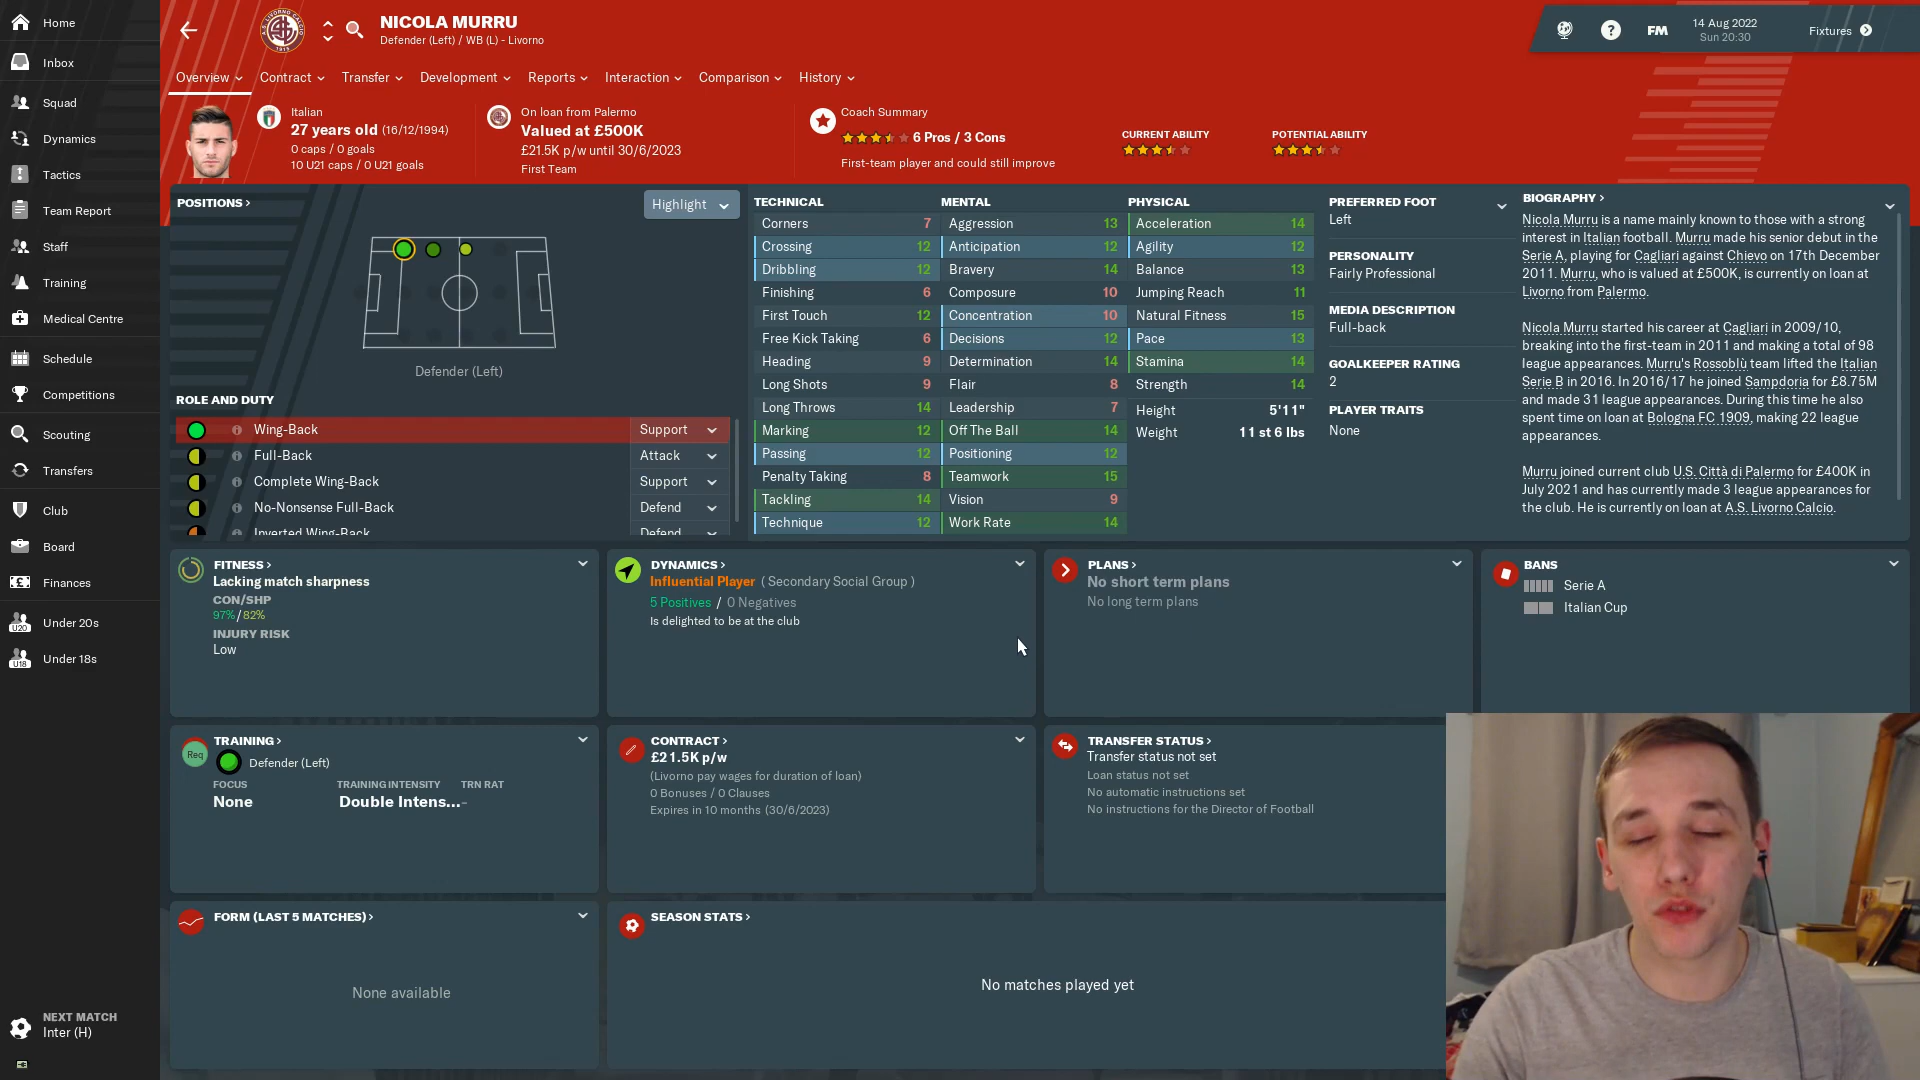 Home
Inbox
Squad
Dynamics
Tactics
Team Report
Staff
Training
Medical Centre
Schedule
Competitions
Scouting
Transfers
Club
Board
Finances
U20 Under 20s
U18 Under 18s
NEXT MATCH
Inter (H)
NICOLA MURRU
Defender (Left) / WB (L) - Livorno
? FM 14 Aug 2022
Sun 20:30
Fixtures
Overview Contract Transfer Development Reports Interaction Comparison History
Italian
27 years old (16/12/1994)
0 caps / 0 goals
10 U21 caps / 0 U21 goals
On loan from Palermo
Valued at £500K
£21.5K p/w until 30/6/2023
First Team
Coach Summary
6 Pros / 3 Cons
First-team player and could still improve
CURRENT ABILITY
POTENTIAL ABILITY
POSITIONS >
Highlight
Defender (Left)
ROLE AND DUTY
Wing-Back Support
Full-Back Attack
Complete Wing-Back Support
No-Nonsense Full-Back Defend
Inverted Wing-Back Defend
TECHNICAL
Corners 7
Crossing 12
Dribbling 12
Finishing 6
First Touch 12
Free Kick Taking 6
Heading 9
Long Shots 9
Long Throws 14
Marking 12
Passing 12
Penalty Taking 8
Tackling 14
Technique 12
MENTAL
Aggression 13
Anticipation 12
Bravery 14
Composure 10
Concentration 10
Decisions 12
Determination 14
Flair 8
Leadership 7
Off The Ball 14
Positioning 12
Teamwork 15
Vision 9
Work Rate 14
PHYSICAL
Acceleration 14
Agility 12
Balance 13
Jumping Reach 11
Natural Fitness 15
Pace 13
Stamina 14
Strength 14
Height 5'11"
Weight 11 st 6 lbs
PREFERRED FOOT
Left
PERSONALITY
Fairly Professional
MEDIA DESCRIPTION
Full-back
GOALKEEPER RATING
2
PLAYER TRAITS
None
BIOGRAPHY >
Nicola Murru is a name mainly known to those with a strong
interest in Italian football. Murru made his senior debut in the
Serie A, playing for Cagliari against Chievo on 17th December
2011. Murru, who is valued at £500K, is currently on loan at
Livorno from Palermo.
Nicola Murru started his career at Cagliari in 2009/10,
breaking into the first-team in 2011 and making a total of 98
league appearances. Murru's Rossoblù team lifted the Italian
Serie B in 2016. In 2016/17 he joined Sampdoria for £8.75M
and made 31 league appearances. During this time he also
spent time on loan at Bologna FC 1909, making 22 league
appearances.
Murru joined current club U.S. Città di Palermo for £400K in
July 2021 and has currently made 3 league appearances for
the club. He is currently on loan at A.S. Livorno Calcio.
FITNESS >
Lacking match sharpness
CON/SHP
97%/82%
INJURY RISK
Low
DYNAMICS >
Influential Player ( Secondary Social Group )
5 Positives / 0 Negatives
Is delighted to be at the club
PLANS >
No short term plans
No long term plans
BANS
Serie A
Italian Cup
TRAINING >
Req
Defender (Left)
FOCUS TRAINING INTENSITY TRN RAT
None Double Intens... -
CONTRACT >
£21.5K p/w
(Livorno pay wages for duration of loan)
0 Bonuses / 0 Clauses
Expires in 10 months (30/6/2023)
TRANSFER STATUS >
Transfer status not set
Loan status not set
No automatic instructions set
No instructions for the Director of Football
FORM (LAST 5 MATCHES) >
None available
SEASON STATS >
No matches played yet